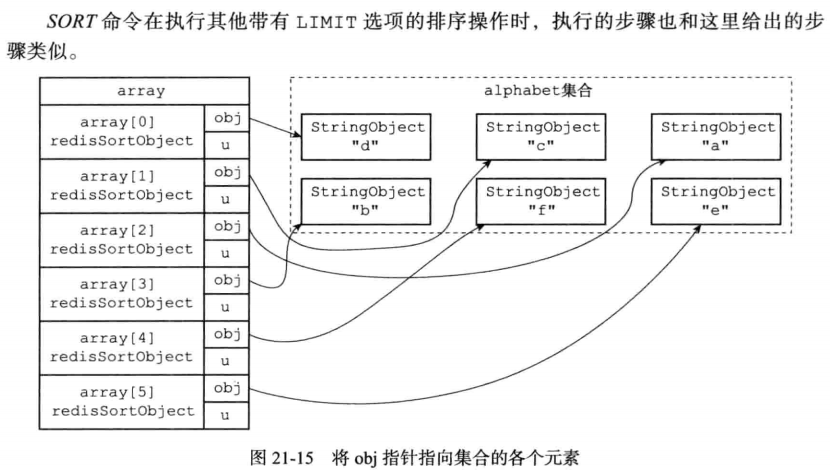 SORT 命令在执行其他带有 LIMIT 选项的排序操作时，执行的步骤也和这里给出的步
骤类似。
array
alphabet集合
array[0]
redisSortObject
obj
u
StringObject
"d"
StringObject
"c"
StringObject
"a"
array[1]
redisSortObject
obj
u
StringObject
"b"
StringObject
"f"
StringObject
"e"
array[2]
redisSortObject
obj
u
array[3]
redisSortObject
obj
u
array[4]
redisSortObject
obj
u
array[5]
redisSortObject
obj
u
图 21-15 将 obj 指针指向集合的各个元素